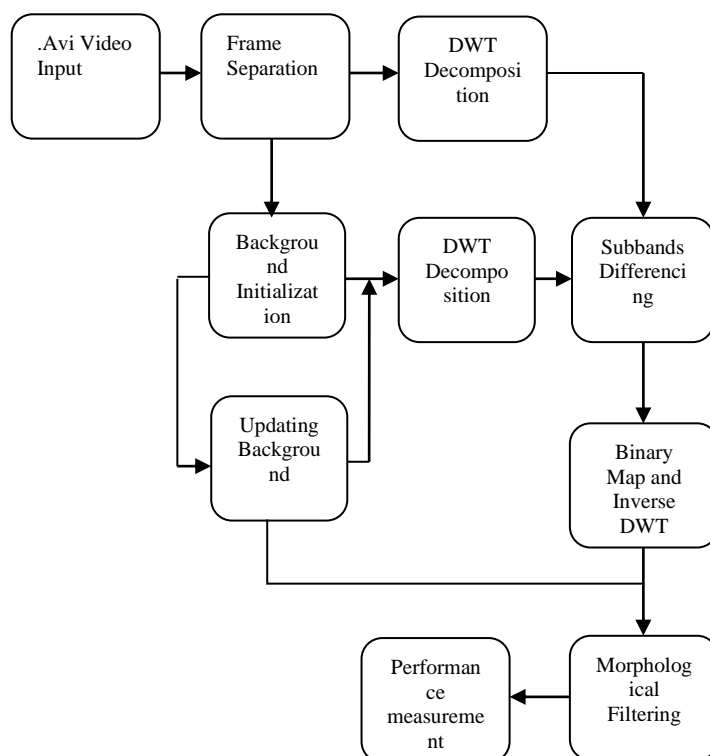 .Avi Video
Input
Frame
Separation
DWT
Decomposi
tion
Backgrou
nd
Initializat
ion
DWT
Decompo
sition
Subbands
Differenci
ng
Updating
Backgrou
nd
Binary
Map and
Inverse
DWT
Performan
ce
measureme
nt
Morpholog
ical
Filtering